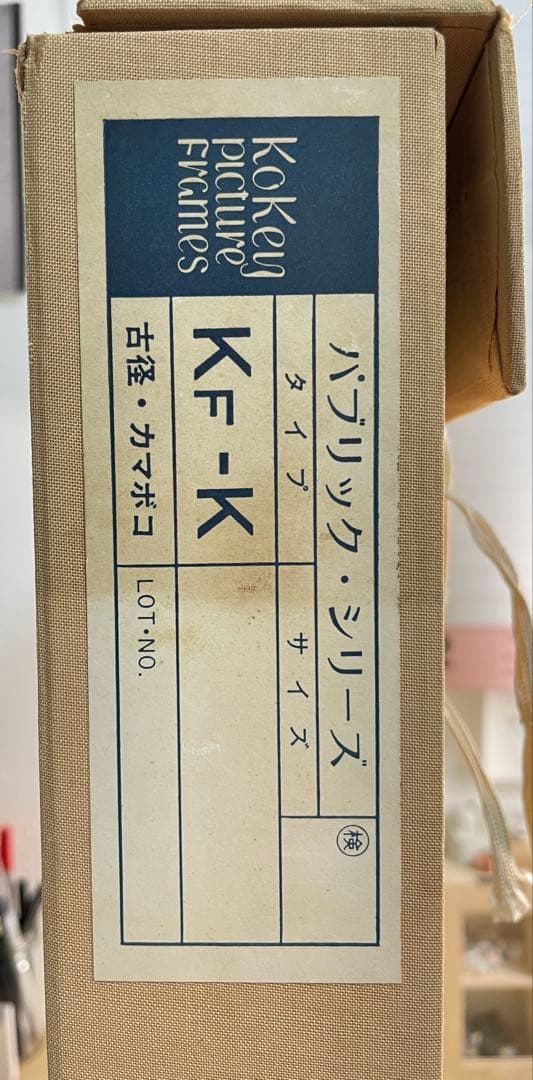 Kokey
picture
Frames
パブリック・シリーズ
検
タイプ
サイズ
KF-K
古径・カマボコ
LOT・NO.